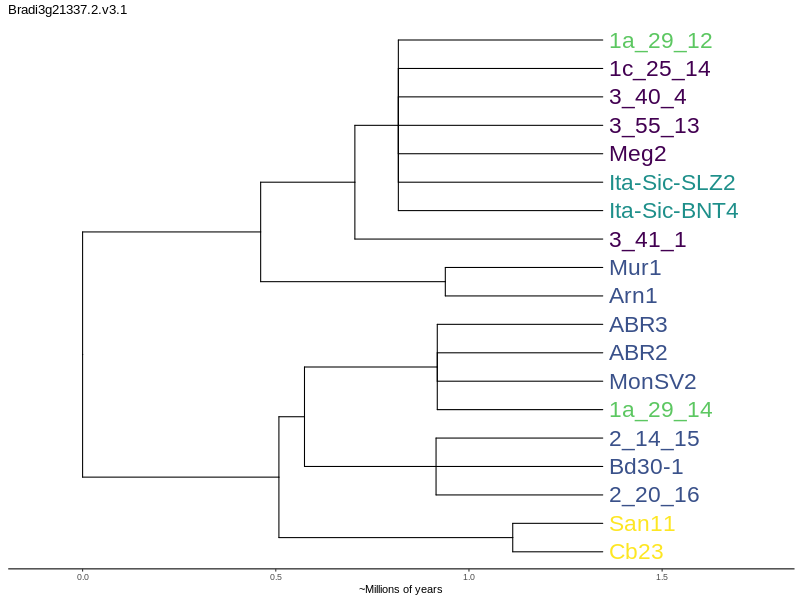 Bradi3g21337.2.v3.1
1a_29_12
1c_25_14
3_40_4
3_55_13
Meg2
Ita-Sic-SLZ2
Ita-Sic-BNT4
3_41_1
Mur1
Arn1
ABR3
ABR2
MonSV2
1a_29_14
2_14_15
Bd30-1
2_20_16
San11
Cb23
0.0 0.5 1.0 1.5
~Millions of years